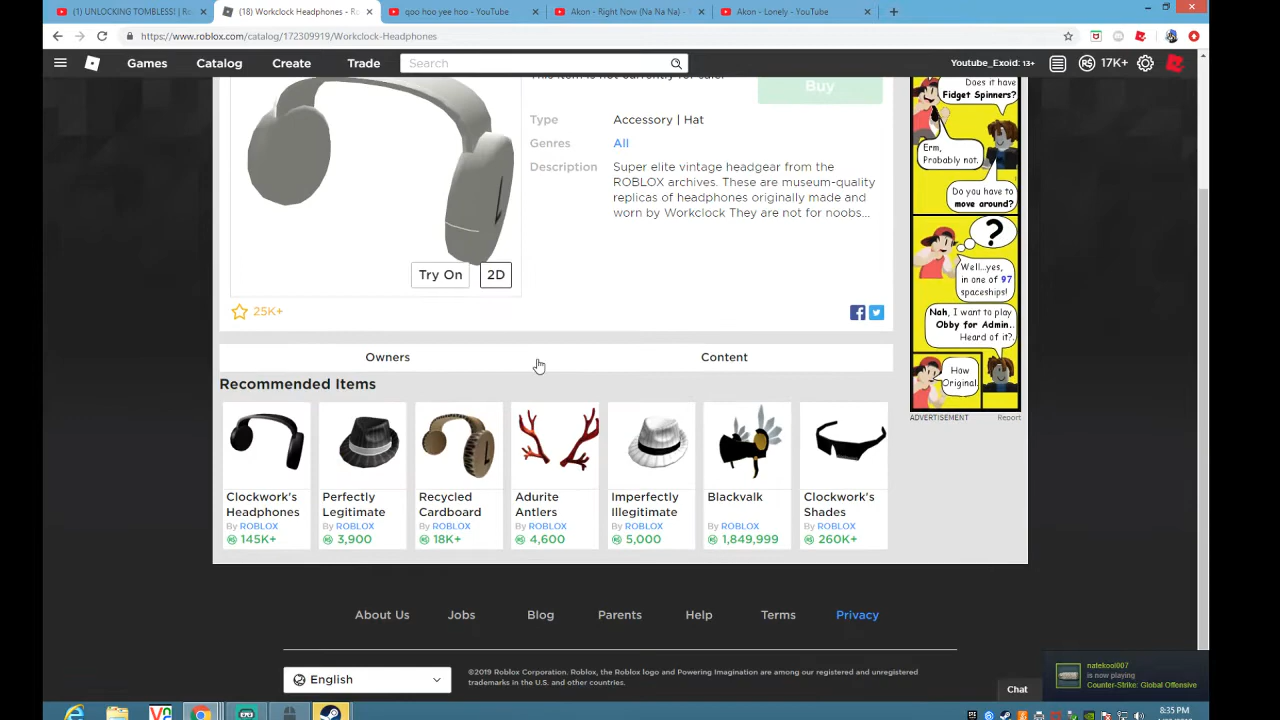 (1) UNLOCKING TOMBLESS! | R
(18) Workclock Headphones - Ro
qoo hoo yee hoo - YouTube
Akon - Right Now (Na Na Na) -
Akon - Lonely - YouTube
https://www.roblox.com/catalog/172309919/Workclock-Headphones
Games
Catalog
Create
Trade
Search
Youtube_Exoid: 13+
17K+
This item is not currently for sale.
Buy
Type
Accessory | Hat
Genres
All
Description
Super elite vintage headgear from the
ROBLOX archives. These are museum-quality
replicas of headphones originally made and
worn by Workclock They are not for noobs...
Try On
2D
25K+
Does it have
Fidget Spinners?
Erm,
Probably not.
Do you have to
move around?
?
Well...yes,
in one of 97
spaceships!
Nah, I want to play
Obby for Admin..
Heard of it?
How
Original.
ADVERTISEMENT
Report
Owners
Content
Recommended Items
Clockwork's
Headphones
By ROBLOX
145K+
Perfectly
Legitimate
By ROBLOX
3,900
Recycled
Cardboard
By ROBLOX
18K+
Adurite
Antlers
By ROBLOX
4,600
Imperfectly
Illegitimate
By ROBLOX
5,000
Blackvalk
By ROBLOX
1,849,999
Clockwork's
Shades
By ROBLOX
260K+
About Us
Jobs
Blog
Parents
Help
Terms
Privacy
©2019 Roblox Corporation. Roblox, the Roblox logo and Powering Imagination are among our registered and unregistered
trademarks in the U.S. and other countries.
English
Chat
natekool007
is now playing
Counter-Strike: Global Offensive
8:35 PM